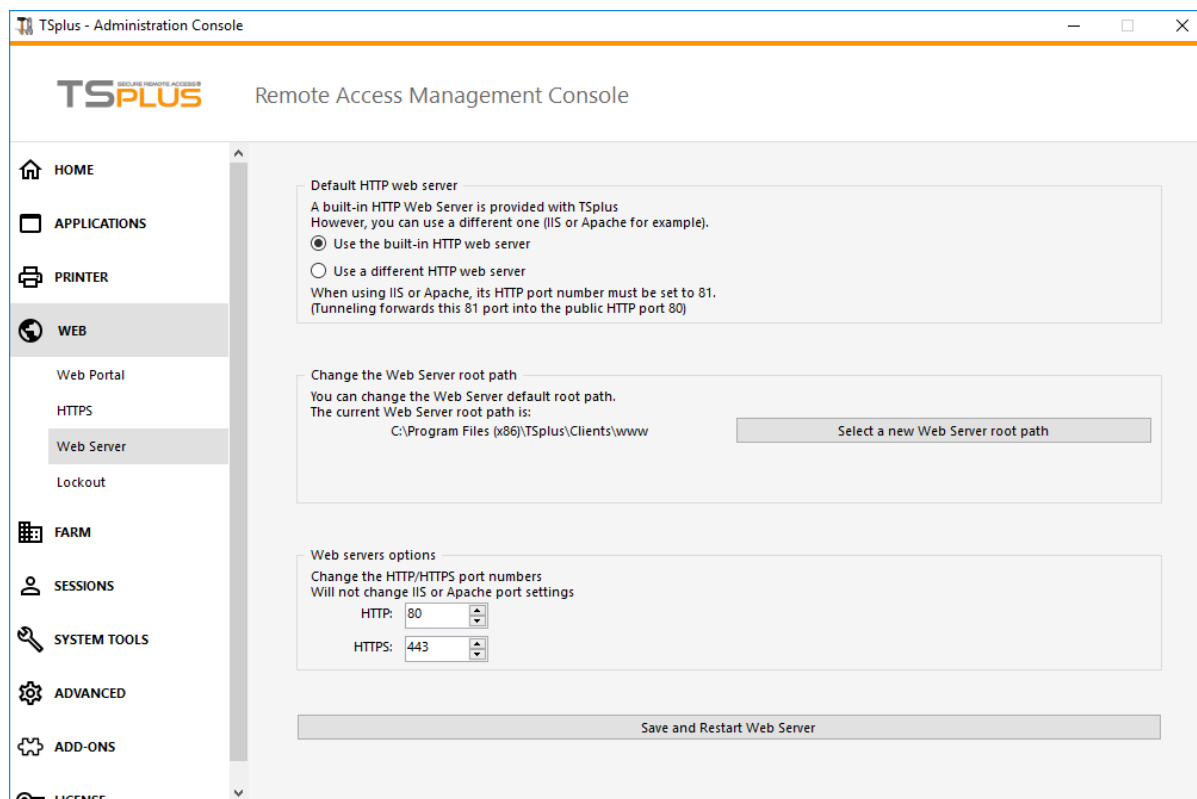 TSplus - Administration Console
SECURE REMOTE ACCESS®
TSPLUS
Remote Access Management Console
HOME
APPLICATIONS
PRINTER
WEB
Web Portal
HTTPS
Web Server
Lockout
FARM
SESSIONS
SYSTEM TOOLS
ADVANCED
ADD-ONS
LICENSE
Default HTTP web server
A built-in HTTP Web Server is provided with TSplus
However, you can use a different one (IIS or Apache for example).
Use the built-in HTTP web server
Use a different HTTP web server
When using IIS or Apache, its HTTP port number must be set to 81.
(Tunneling forwards this 81 port into the public HTTP port 80)
Change the Web Server root path
You can change the Web Server default root path.
The current Web Server root path is:
C:\Program Files (x86)\TSplus\Clients\www
Select a new Web Server root path
Web servers options
Change the HTTP/HTTPS port numbers
Will not change IIS or Apache port settings
HTTP: 80
HTTPS: 443
Save and Restart Web Server